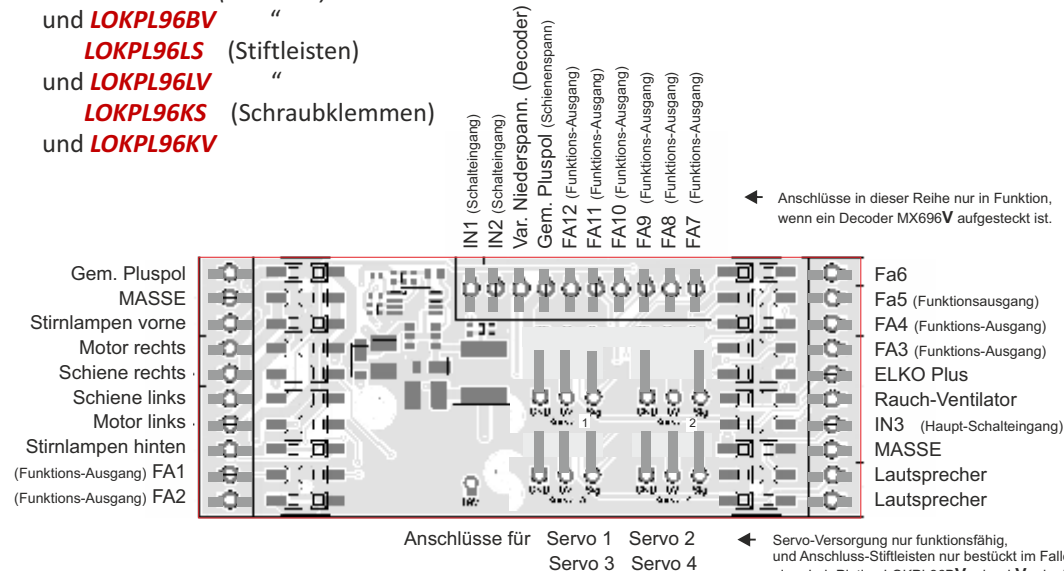 und LOKPL96BV “
LOKPL96LS (Stiftleisten)
und LOKPL96LV “
LOKPL96KS (Schraubklemmen)
und LOKPL96KV
IN1 (Schalteingang)
IN2 (Schalteingang)
Var. Niederspann. (Decoder)
Gem. Pluspol (Schienenspann
FA12 (Funktions-Ausgang)
FA11 (Funktions-Ausgang)
FA10 (Funktions-Ausgang)
FA9 (Funktions-Ausgang)
FA8 (Funktions-Ausgang)
FA7 (Funktions-Ausgang)
Anschlüsse in dieser Reihe nur in Funktion,
wenn ein Decoder MX696V aufgesteckt ist.
Gem. Pluspol
MASSE
Stirnlampen vorne
Motor rechts
Schiene rechts
Schiene links
Motor links
Stirnlampen hinten
(Funktions-Ausgang) FA1
(Funktions-Ausgang) FA2
1
2
Fa6
Fa5 (Funktionsausgang)
FA4 (Funktions-Ausgang)
FA3 (Funktions-Ausgang)
ELKO Plus
Rauch-Ventilator
IN3 (Haupt-Schalteingang)
MASSE
Lautsprecher
Lautsprecher
Anschlüsse für Servo 1 Servo 2
Servo 3 Servo 4
Servo-Versorgung nur funktionsfähig,
und Anschluss-Stiftleisten nur bestückt im Falle